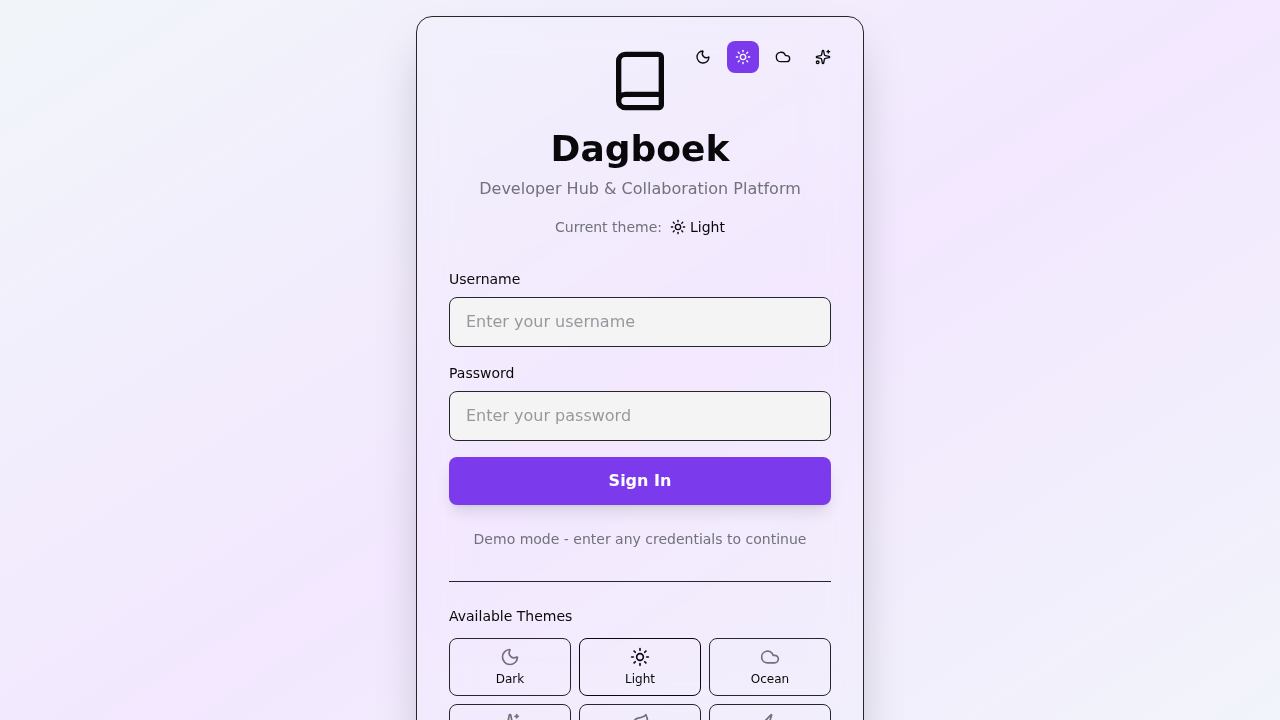 Dagboek
Developer Hub & Collaboration Platform
Current theme: Light
Username
Enter your username
Password
Enter your password
Sign In
Demo mode - enter any credentials to continue
Available Themes
Dark Light Ocean